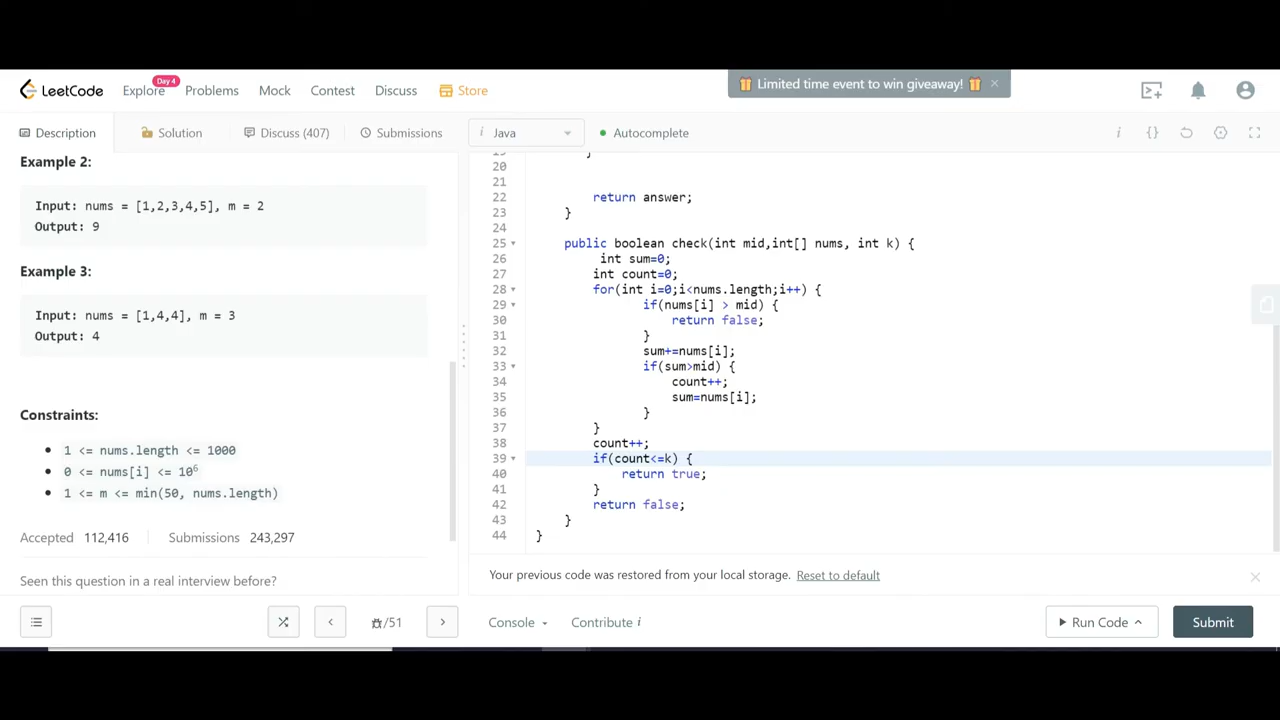 LeetCode
Explore
Day 4
Problems
Mock
Contest
Discuss
Store
Limited time event to win giveaway!
Description
Solution
Discuss (407)
Submissions
i Java
Autocomplete
Example 2:
Input: nums = [1,2,3,4,5], m = 2
Output: 9
Example 3:
Input: nums = [1,4,4], m = 3
Output: 4
Constraints:
1 <= nums.length <= 1000
0 <= nums[i] <= 10⁶
1 <= m <= min(50, nums.length)
Accepted 112,416 Submissions 243,297
Seen this question in a real interview before?
20
21
22 return answer;
23 }
24
25 public boolean check(int mid,int[] nums, int k) {
26 int sum=0;
27 int count=0;
28 for(int i=0;i<nums.length;i++) {
29 if(nums[i] > mid) {
30 return false;
31 }
32 sum+=nums[i];
33 if(sum>mid) {
34 count++;
35 sum=nums[i];
36 }
37 }
38 count++;
39 if(count<=k) {
40 return true;
41 }
42 return false;
43 }
44 }
Your previous code was restored from your local storage. Reset to default
/51
Console
Contribute i
Run Code
Submit